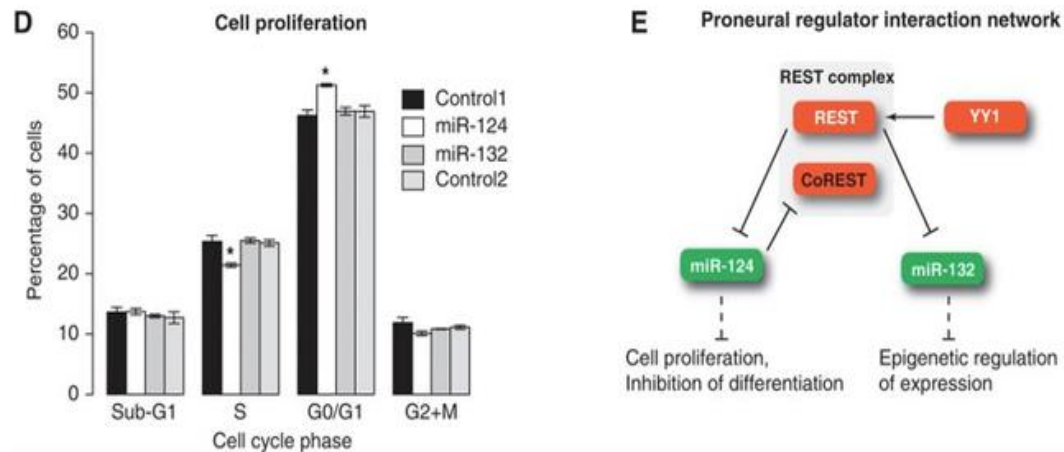 D
Cell proliferation
60
50
40
30
20
10
0
Percentage of cells
*
*
Control1
miR-124
miR-132
Control2
Sub-G1
S
G0/G1
G2+M
Cell cycle phase
E
Proneural regulator interaction network
REST complex
REST
YY1
CoREST
miR-124
miR-132
Cell proliferation,
Inhibition of differentiation
Epigenetic regulation
of expression